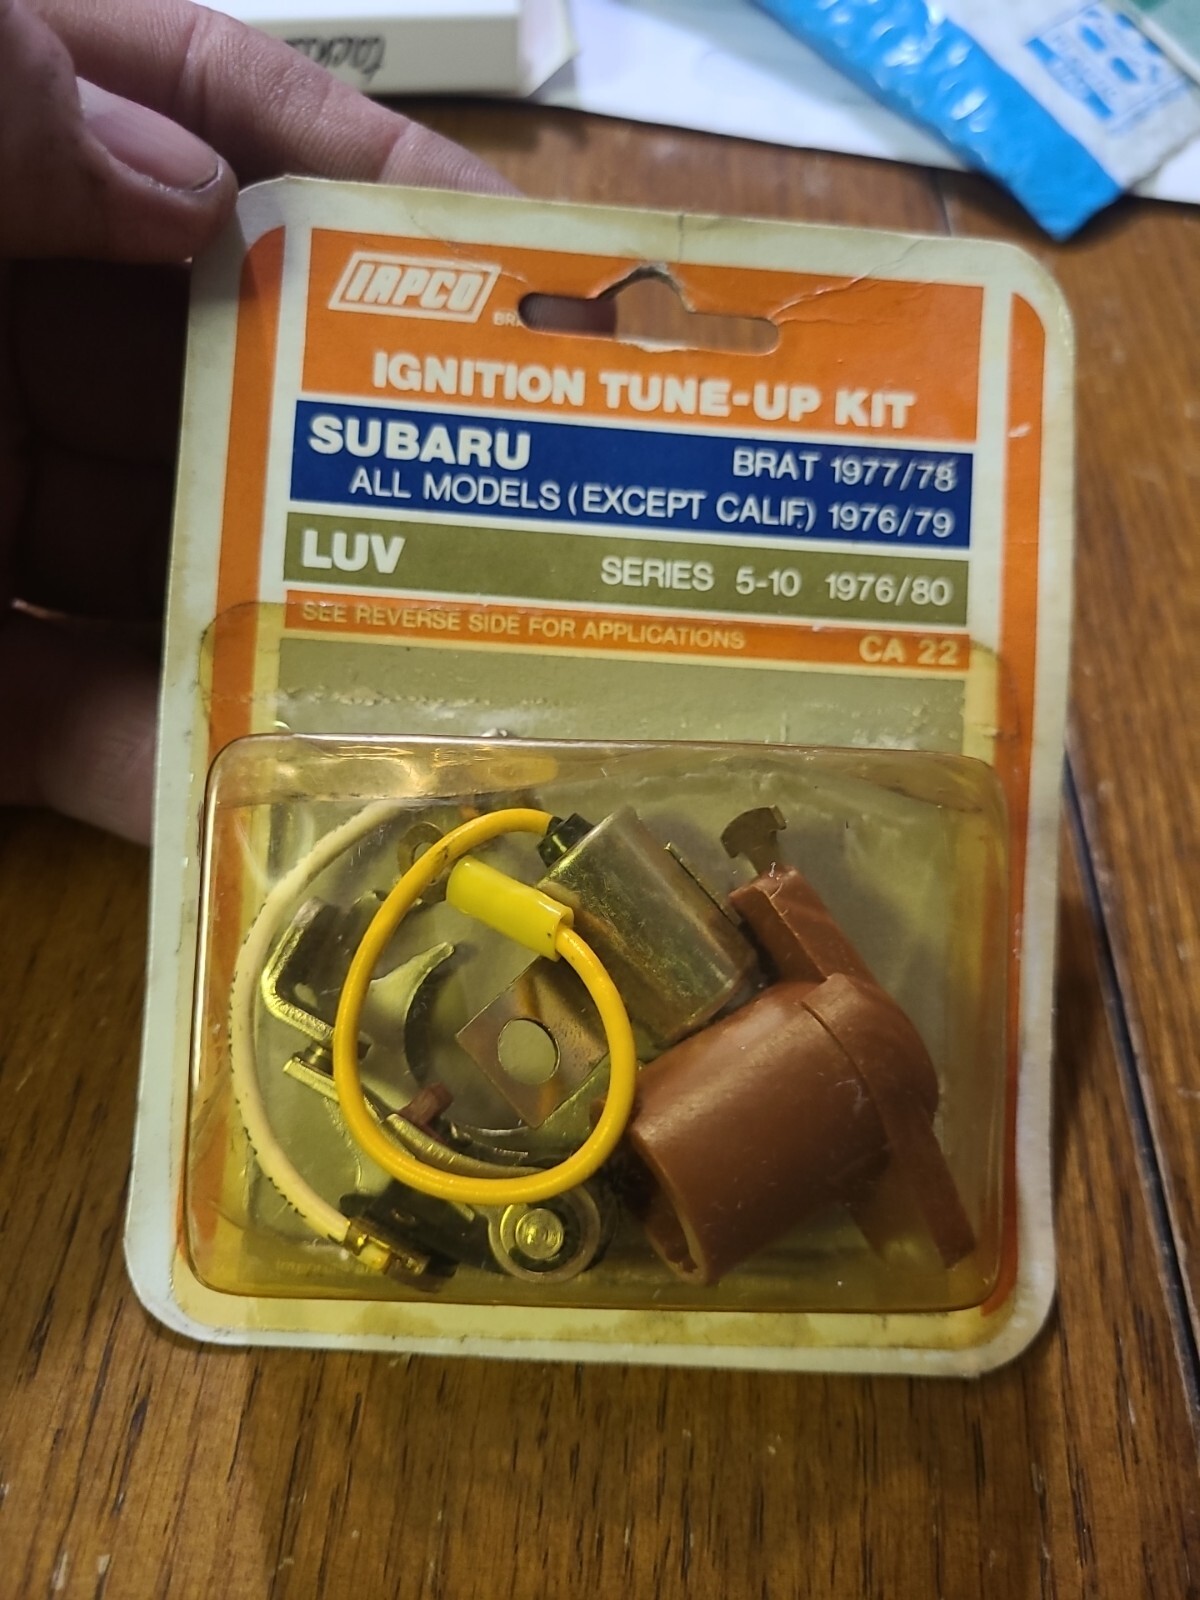 IAPCO
IGNITION TUNE-UP KIT
SUBARU BRAT 1977/78
ALL MODELS (EXCEPT CALIF.) 1976/79
LUV SERIES 5-10 1976/80
SEE REVERSE SIDE FOR APPLICATIONS CA 22